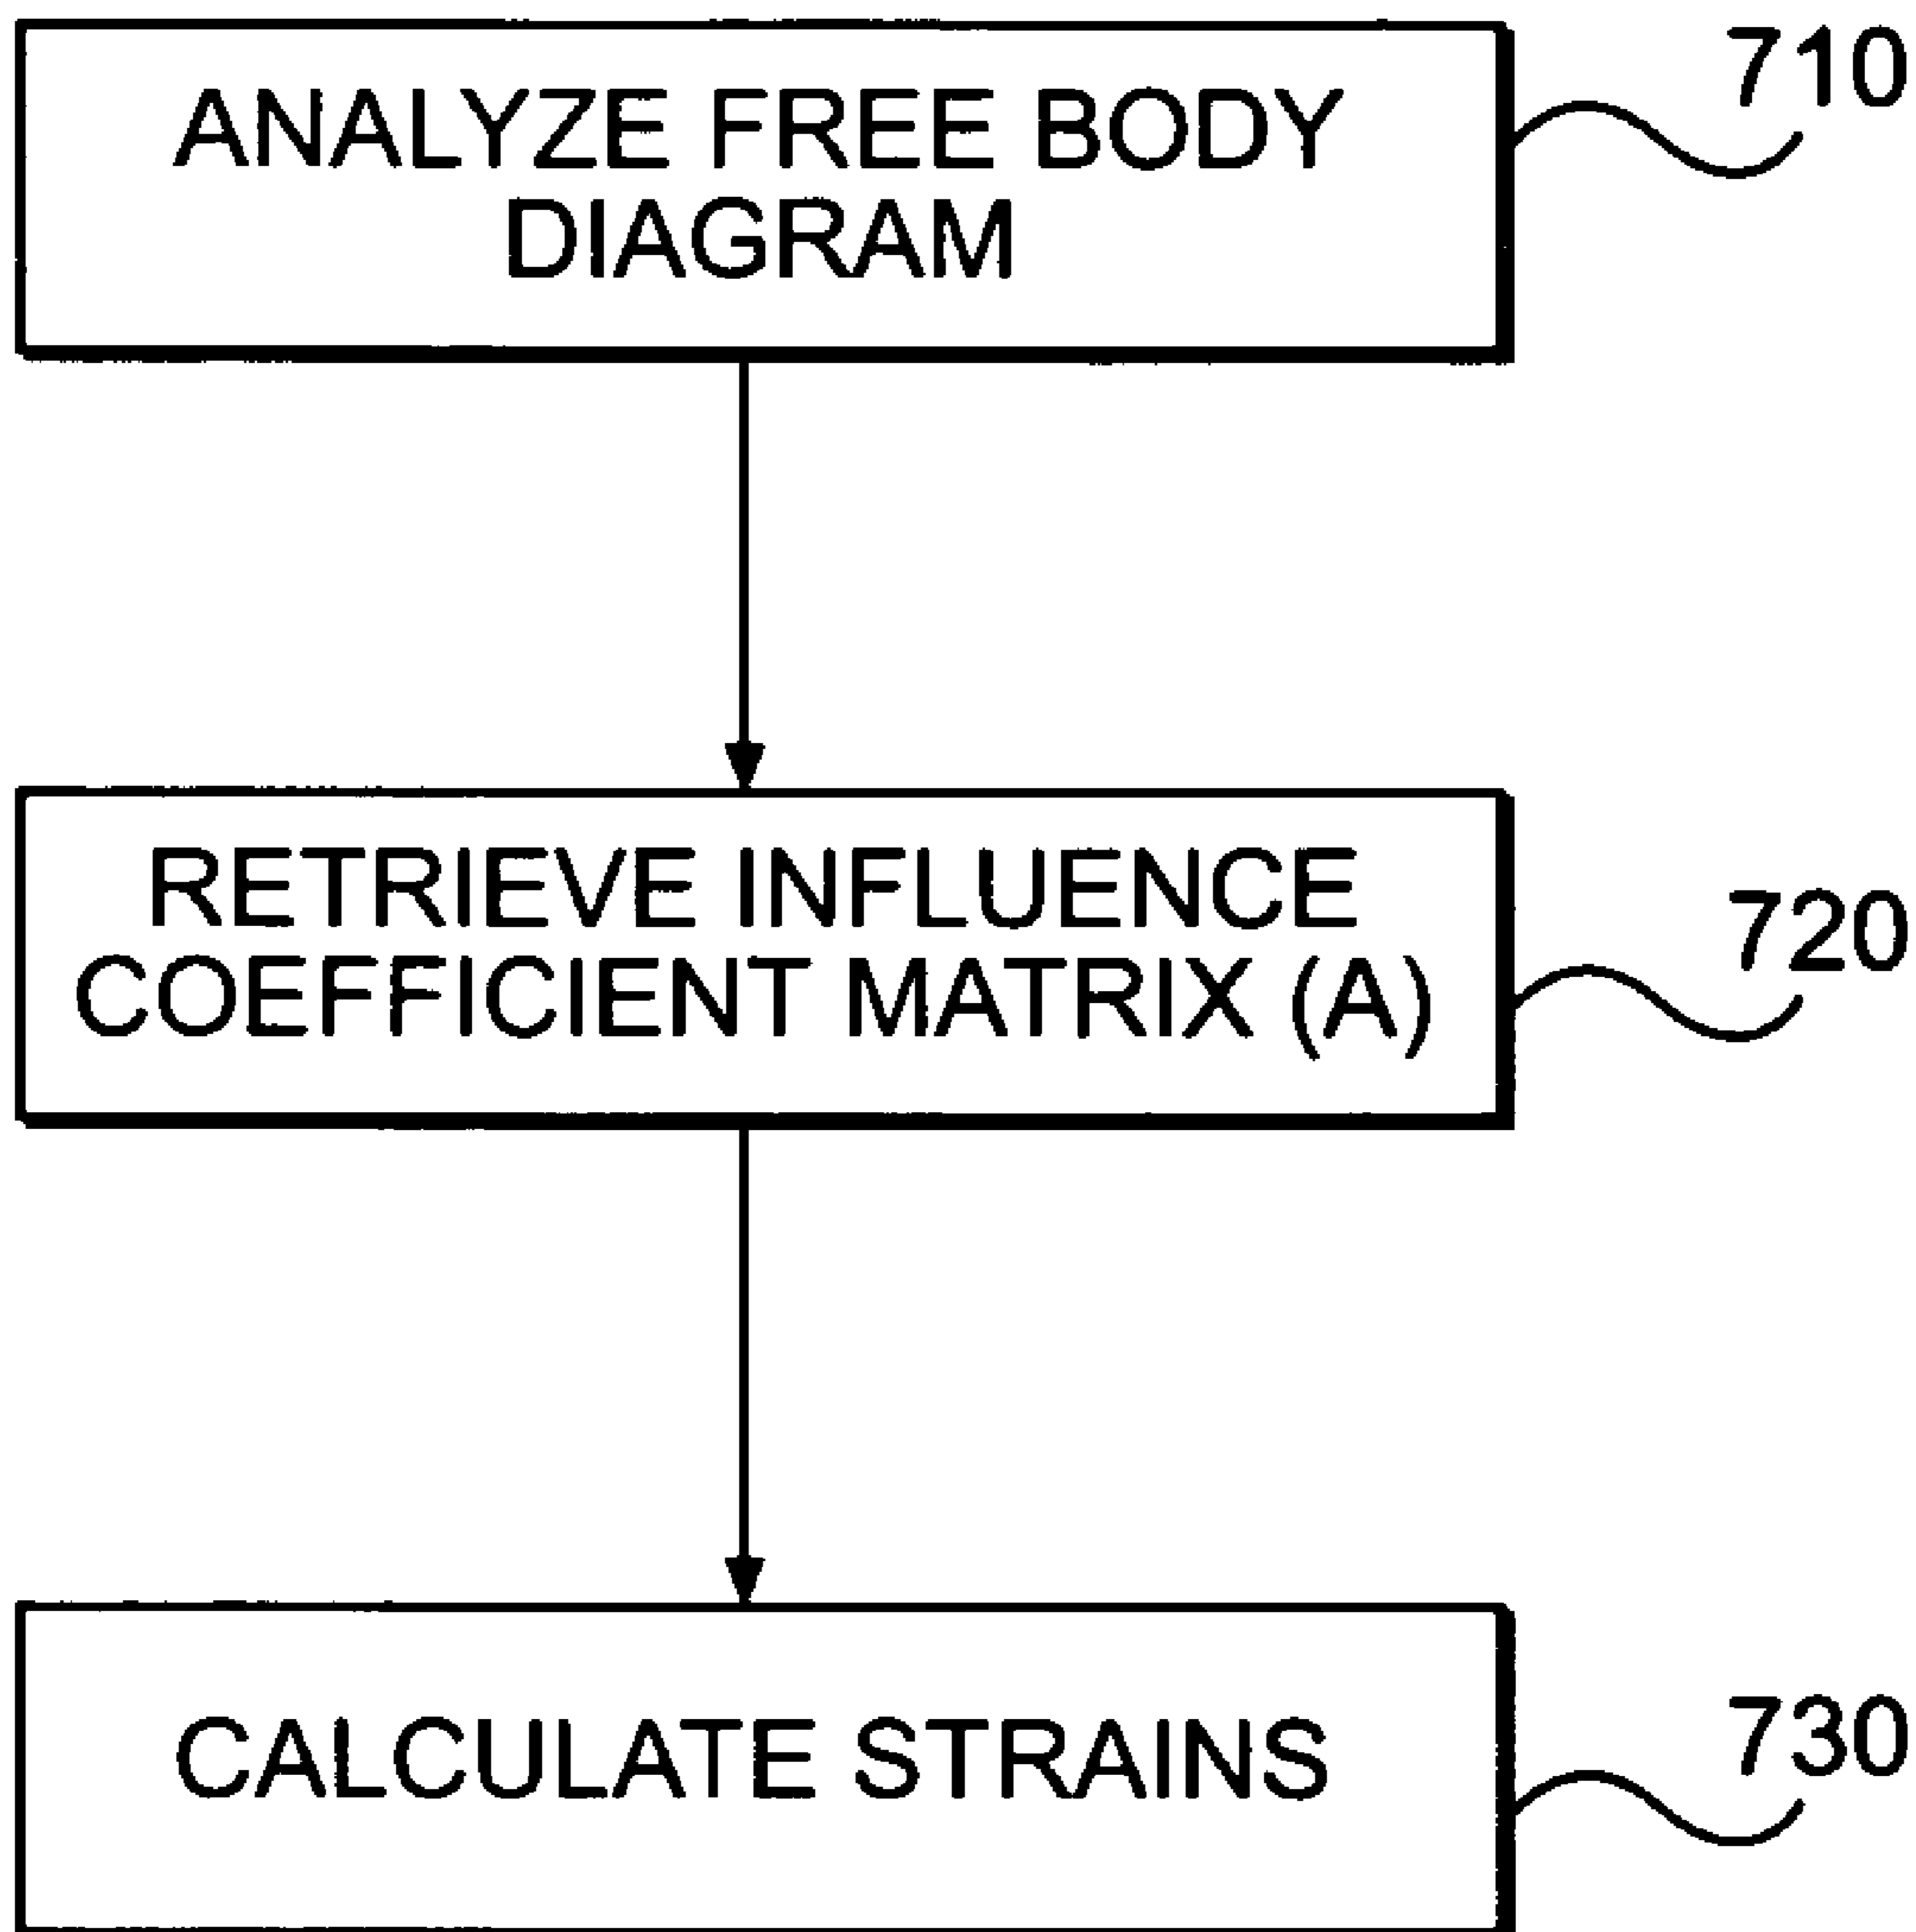 710
ANALYZE FREE BODY
DIAGRAM
RETRIEVE INFLUENCE
720
COEFFICIENT MATRIX (A)
730
CALCULATE STRAINS